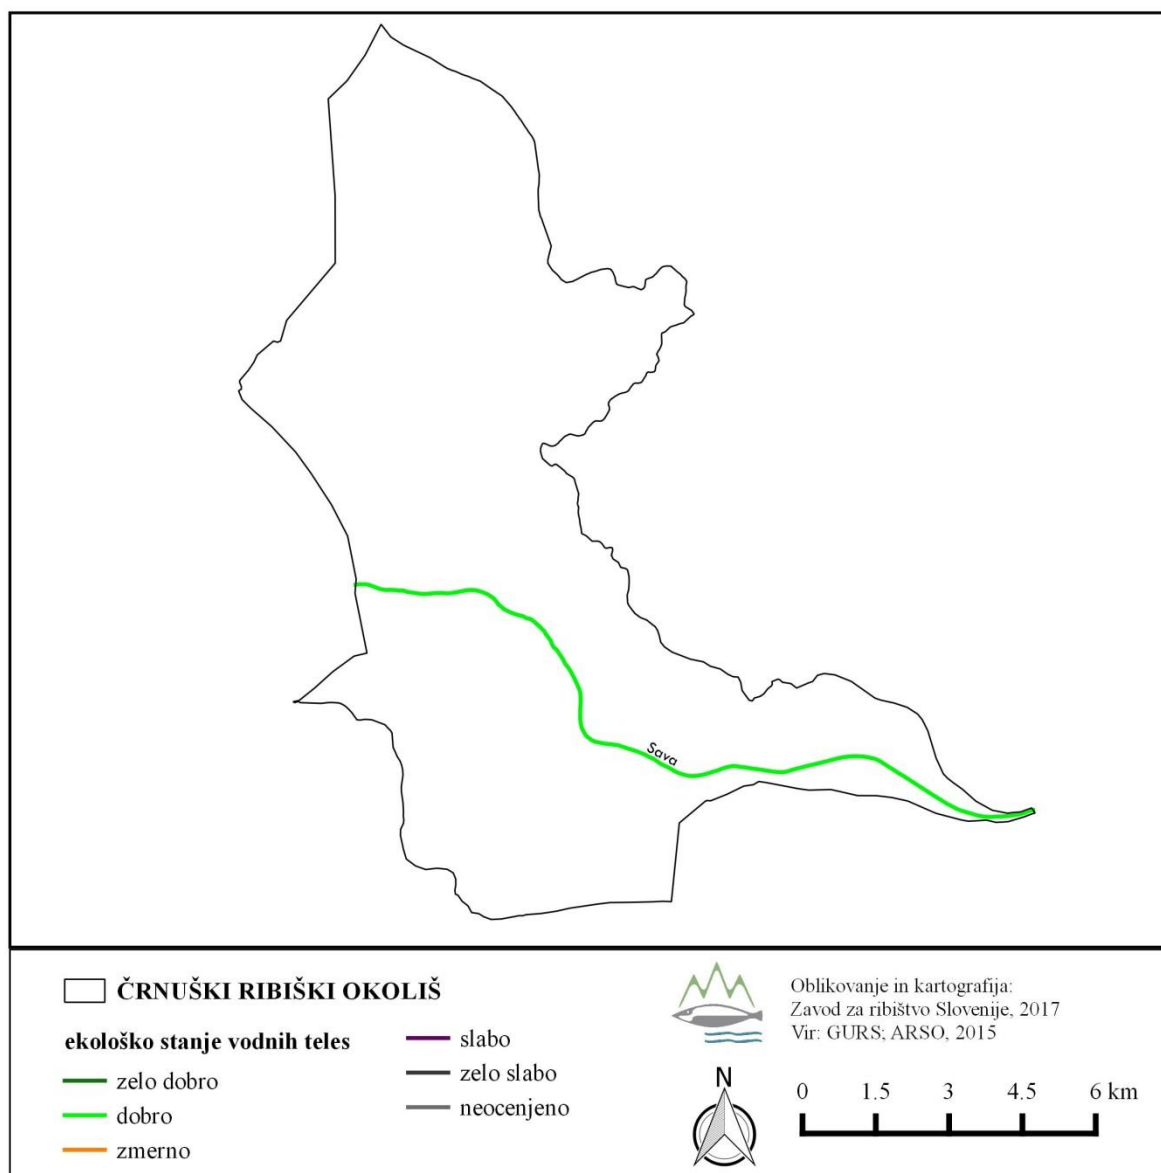 Sava
ČRNUŠKI RIBIŠKI OKOLIŠ
ekološko stanje vodnih teles
zelo dobro
dobro
zmerno
slabo
zelo slabo
neocenjeno
Oblikovanje in kartografija:
Zavod za ribištvo Slovenije, 2017
Vir: GURS; ARSO, 2015
N
0 1.5 3 4.5 6 km